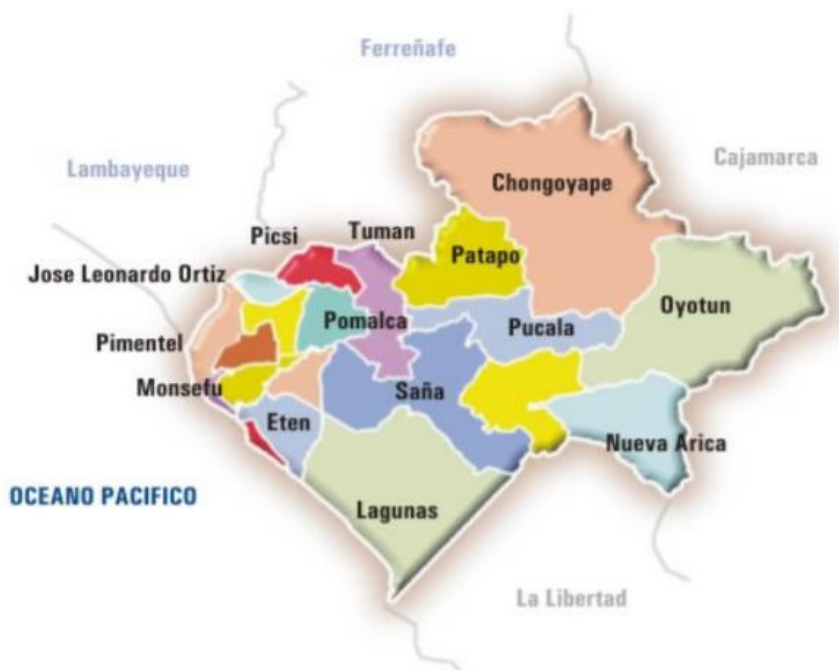 Ferreñafe
Cajamarca
Lambayeque
Chongoyape
Picsi
Tuman
Patapo
Jose Leonardo Ortiz
Oyotun
Pomalca
Pucala
Pimentel
Monsefu
Saña
Eten
Nueva Arica
OCEANO PACIFICO
Lagunas
La Libertad